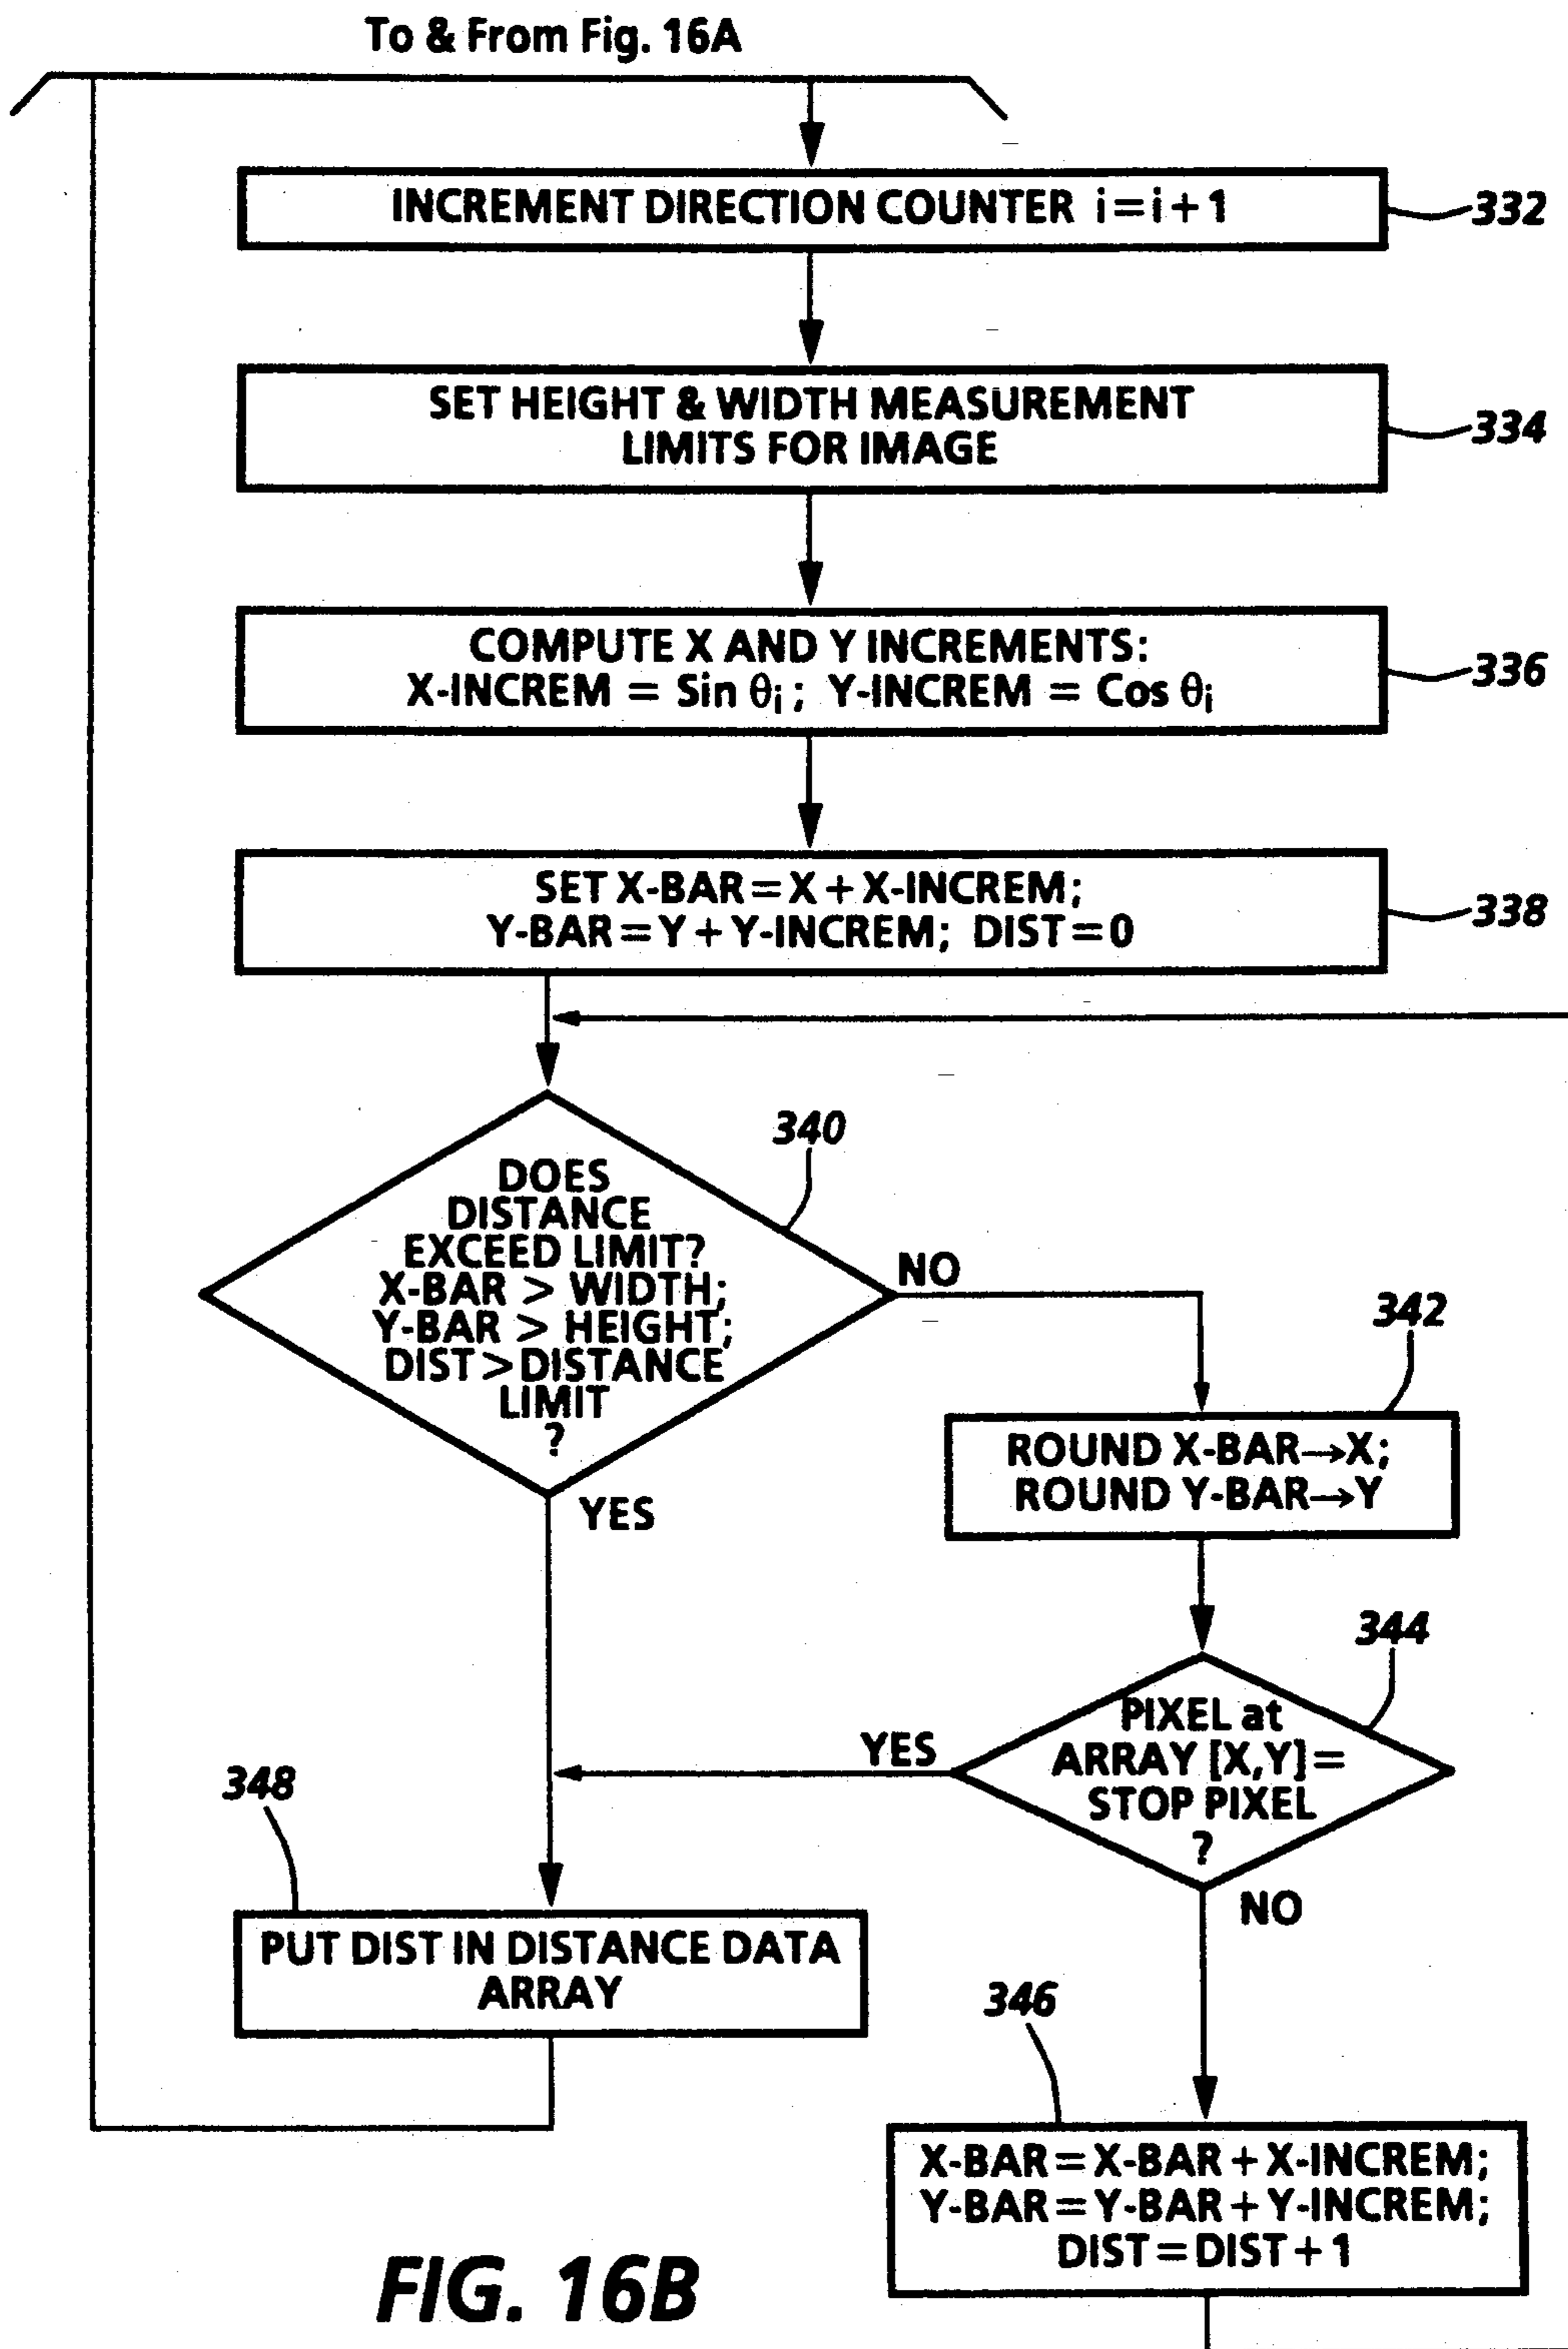 To & From Fig. 16A
INCREMENT DIRECTION COUNTER i=i+1
332
SET HEIGHT & WIDTH MEASUREMENT
LIMITS FOR IMAGE
334
COMPUTE X AND Y INCREMENTS:
X-INCREM = Sin θi; Y-INCREM = Cos θi
336
SET X-BAR=X+X-INCREM;
Y-BAR=Y+Y-INCREM; DIST=0
338
340
DOES
DISTANCE
EXCEED LIMIT?
X-BAR > WIDTH;
Y-BAR > HEIGHT;
DIST>DISTANCE
LIMIT
?
NO
YES
342
ROUND X-BAR→X;
ROUND Y-BAR→Y
344
PIXEL at
ARRAY [X,Y]=
STOP PIXEL
?
YES
NO
348
PUT DIST IN DISTANCE DATA
ARRAY
346
X-BAR=X-BAR+X-INCREM;
Y-BAR=Y-BAR+Y-INCREM;
DIST=DIST+1
FIG. 16B